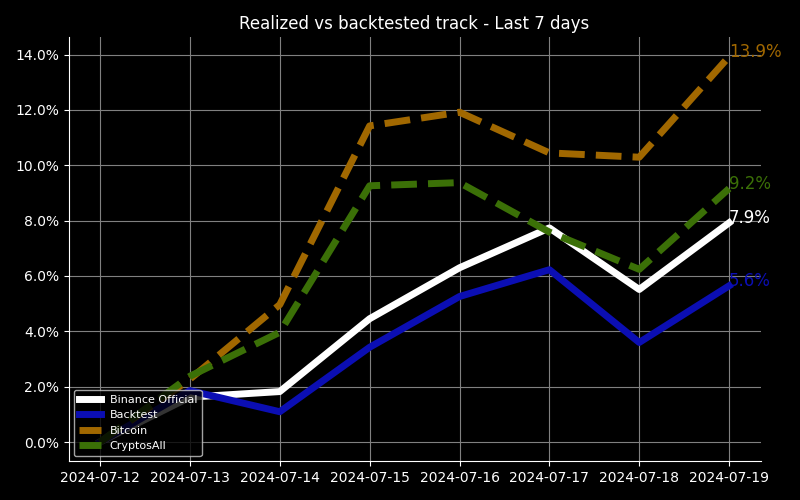 Realized vs backtested track - Last 7 days
14.0%
12.0%
10.0%
8.0%
6.0%
4.0%
2.0%
0.0%
13.9%
9.2%
7.9%
5.6%
Binance Official
Backtest
Bitcoin
CryptosAll
2024-07-12 2024-07-13 2024-07-14 2024-07-15 2024-07-16 2024-07-17 2024-07-18 2024-07-19